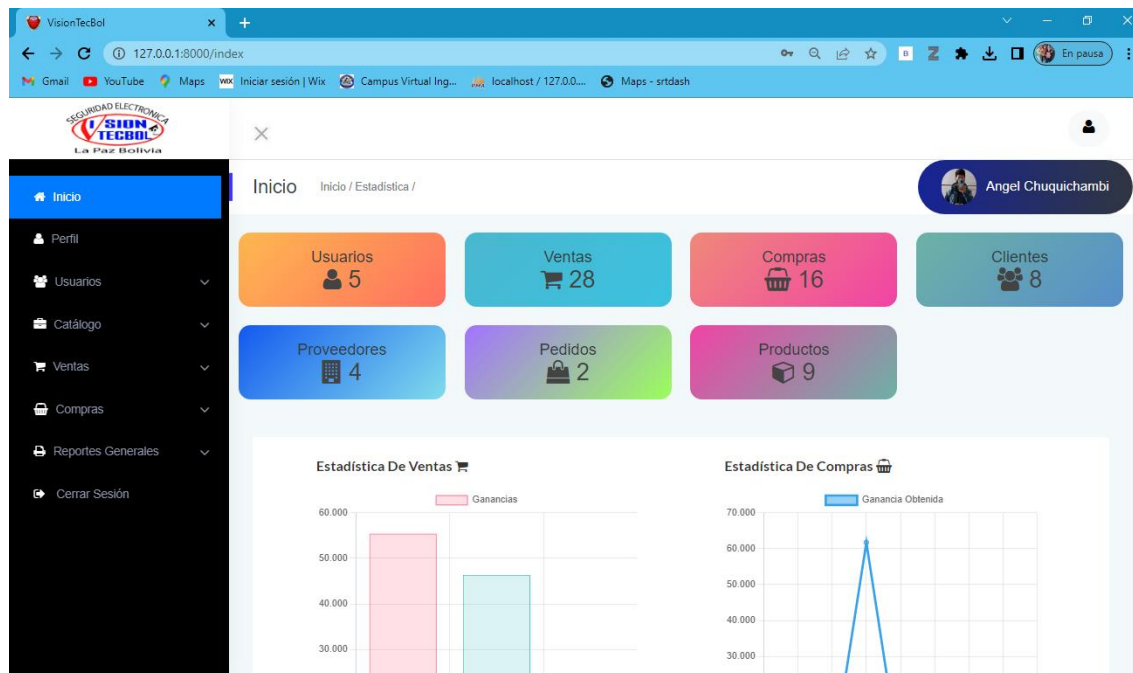 VisionTecBol
127.0.0.1:8000/index
En pausa
Gmail YouTube Maps WIX Iniciar sesión | Wix Campus Virtual Ing... localhost / 127.0.0.... Maps - srtdash
SEGURIDAD ELECTRONICA
VISION
TECBOL
La Paz Bolivia
Inicio
Perfil
Usuarios
Catálogo
Ventas
Compras
Reportes Generales
Cerrar Sesión
Inicio Inicio / Estadística /
Angel Chuquichambi
Usuarios
5
Ventas
28
Compras
16
Clientes
8
Proveedores
4
Pedidos
2
Productos
9
Estadística De Ventas
Ganancias
60.000
50.000
40.000
30.000
Estadística De Compras
Ganancia Obtenida
70.000
60.000
50.000
40.000
30.000